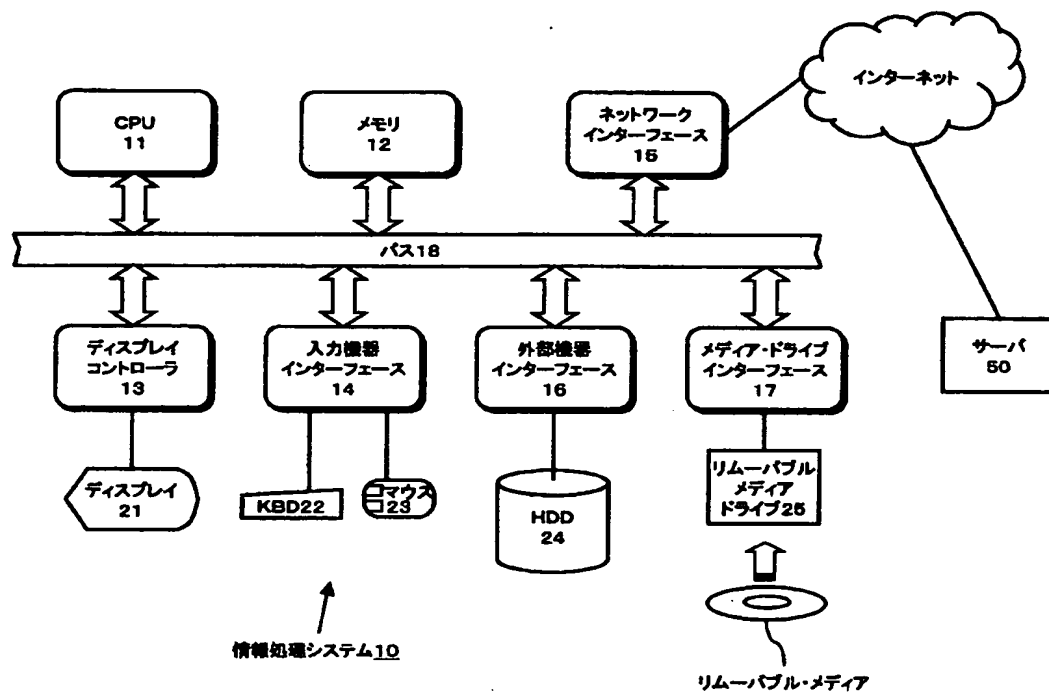 インターネット
CPU
11
メモリ
12
ネットワーク
インターフェース
15
バス18
ディスプレイ
コントローラ
13
入力機器
インターフェース
14
外部機器
インターフェース
16
メディア・ドライブ
インターフェース
17
サーバ
50
ディスプレイ
21
KBD22
マウス
23
HDD
24
リムーバブル
メディア
ドライブ25
情報処理システム10
リムーバブル・メディア